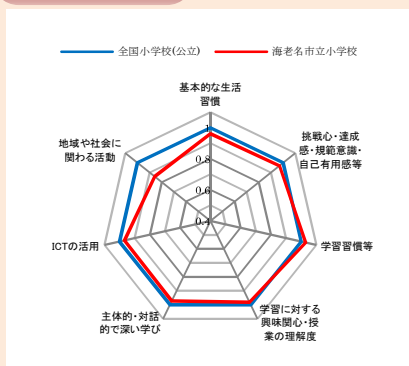 全国小学校(公立)
海老名市立小学校
基本的な生活
習慣
挑戦心・達成
感・規範意識・
自己有用感等
学習習慣等
学習に対する
興味関心・授
業の理解度
主体的・対話
的で深い学び
ICTの活用
地域や社会に
関わる活動
1
0.8
0.6
0.4